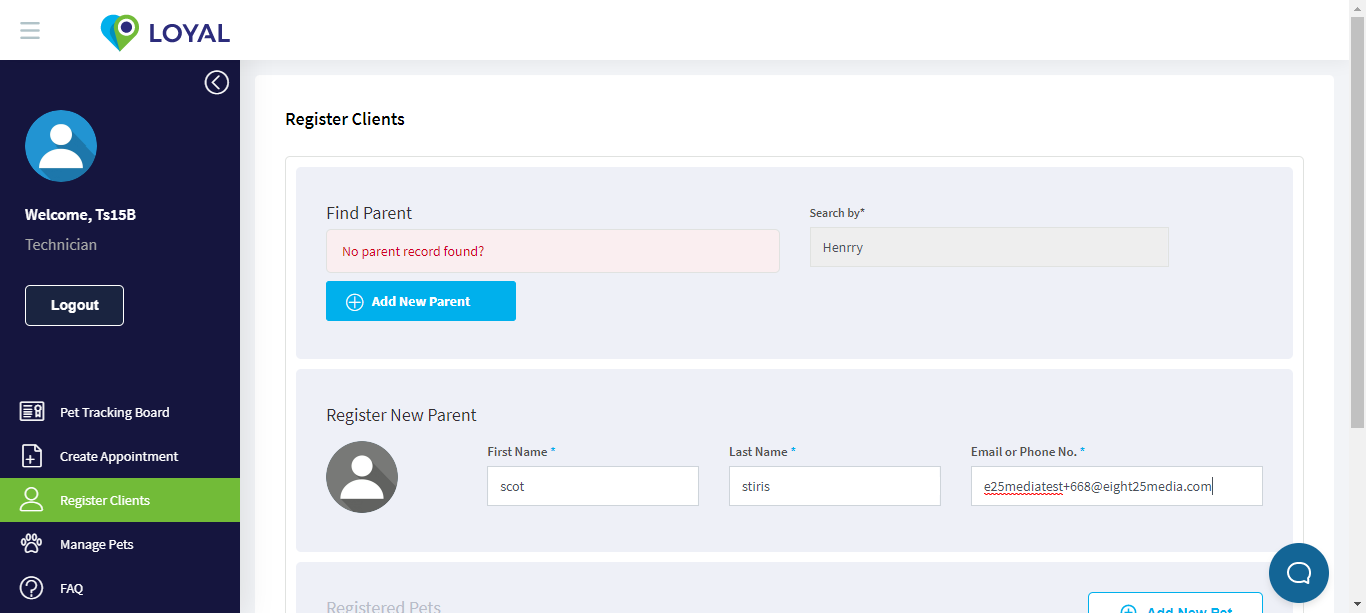 LOYAL
Welcome, Ts15B
Technician
Logout
Pet Tracking Board
Create Appointment
Register Clients
Manage Pets
FAQ
Register Clients
Find Parent
Search by*
No parent record found?
Henrry
Add New Parent
Register New Parent
First Name *
Last Name *
Email or Phone No. *
scot
stiris
e25mediatest+668@eight25media.com
Registered Pets
Add New Pet